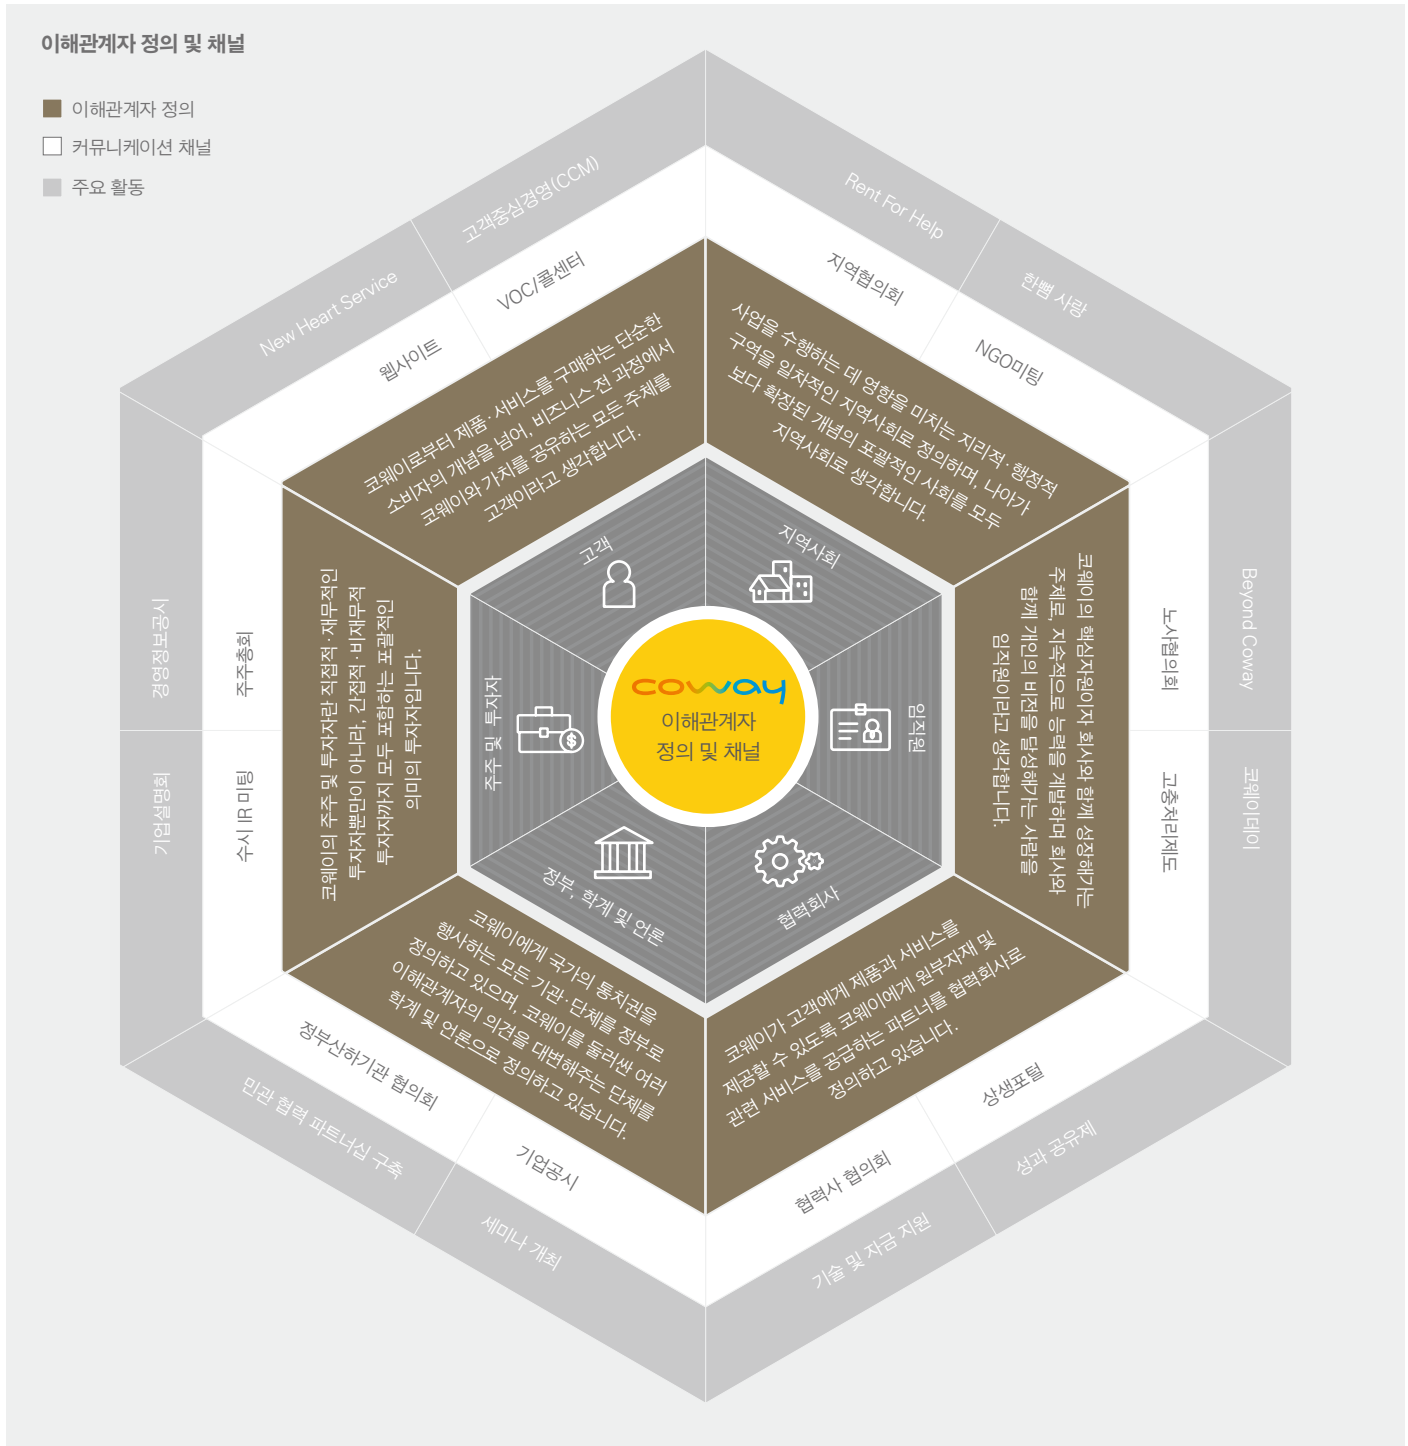 이해관계자 정의 및 채널
이해관계자 정의
커뮤니케이션 채널
주요 활동
고객중심경영(CCM)
New Heart Service
VOC/콜센터
웹사이트
코웨이로부터 제품·서비스를 구매하는 단순한
소비자의 개념을 넘어, 비즈니스 전 과정에서
코웨이와 가치를 공유하는 모든 주체를
고객이라고 생각합니다.
고객
Rent For Help
한뼘 사랑
지역협의회
NGO미팅
사업을 수행하는 데 영향을 미치는 지리적·행정적
구역을 일차적인 지역사회로 정의하며, 나아가
보다 확장된 개념의 포괄적인 사회를 모두
지역사회로 생각합니다.
지역사회
Beyond Coway
코웨이데이
노사협의회
고충처리제도
코웨이의 핵심자원이자 회사와 함께 성장해가는
주체로, 지속적으로 능력을 계발하며 회사와
함께 개인의 비전을 달성해가는 사람을
임직원이라고 생각합니다.
임직원
성과 공유제
기술 및 자금 지원
상생포털
협력사 협의회
코웨이가 고객에게 제품과 서비스를
제공할 수 있도록 코웨이에게 원부자재 및
관련 서비스를 공급하는 파트너를 협력회사로
정의하고 있습니다.
협력회사
민관 협력 파트너십 구축
세미나 개최
정부산하기관 협의회
기업공시
코웨이에게 국가의 통치권을
행사하는 모든 기관·단체를 정부로
정의하고 있으며, 코웨이를 둘러싼 여러
이해관계자의 의견을 대변해주는 단체를
학계 및 언론으로 정의하고 있습니다.
정부, 학계 및 언론
경영정보공시
기업설명회
주주총회
수시 IR 미팅
코웨이의 주주 및 투자자란 직접적·재무적인
투자자뿐만이 아니라, 간접적·비재무적
투자자까지 모두 포함하는 포괄적인
의미의 투자자입니다.
주주 및 투자자
coway
이해관계자
정의 및 채널